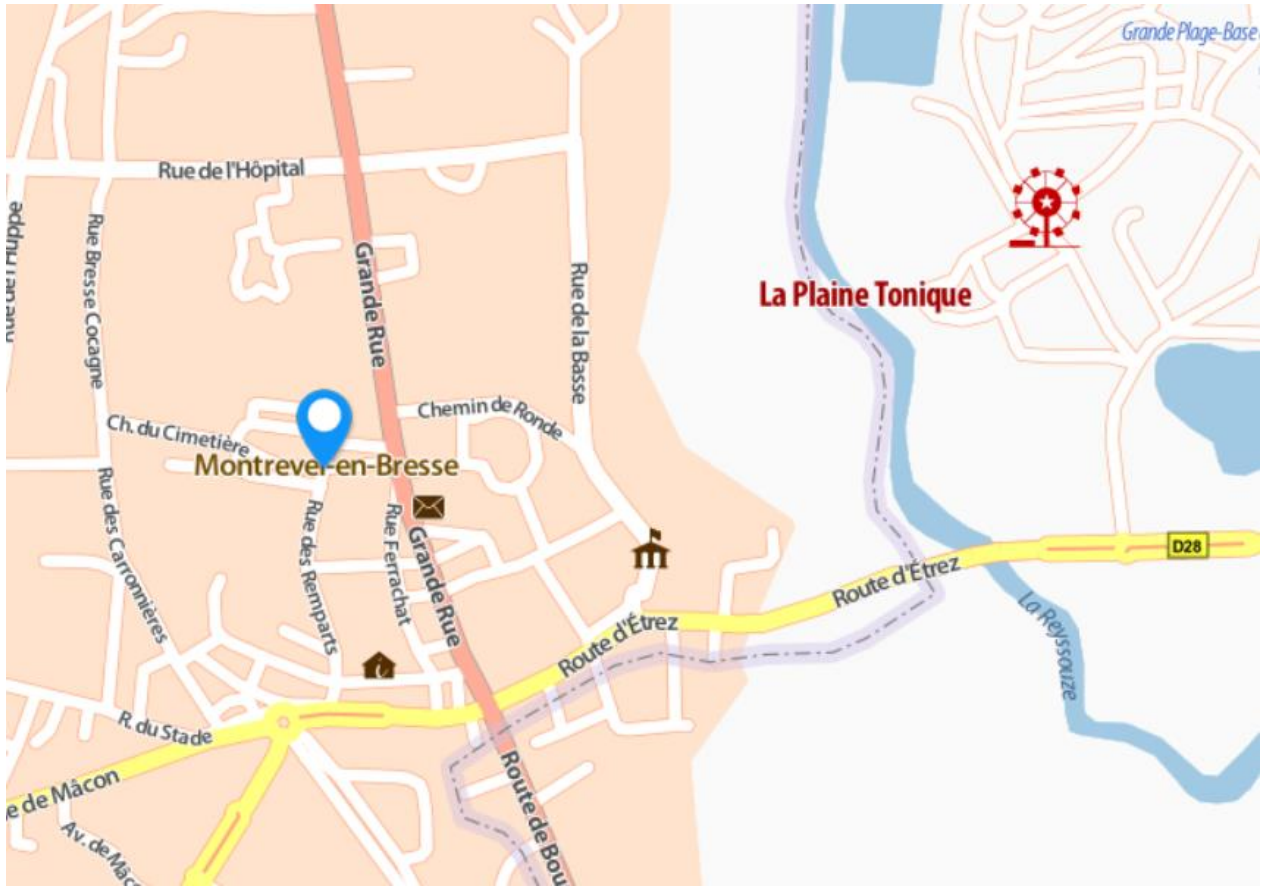 Grande Plage-Base
Rue de l'Hôpital
Rue Bresse Cocagne
Grande Rue
Rue de la Basse
La Plaine Tonique
Chemin de Ronde
Ch. du Cimetière
Montrevel-en-Bresse
Rue des Carronnières
Rue des Remparts
Rue Ferrachat
Grande Rue
D28
Route d'Étrez
Route d'Étrez
La Reyssouze
R. du Stade
e de Mâcon
Route de Bou
Av. de Mâc